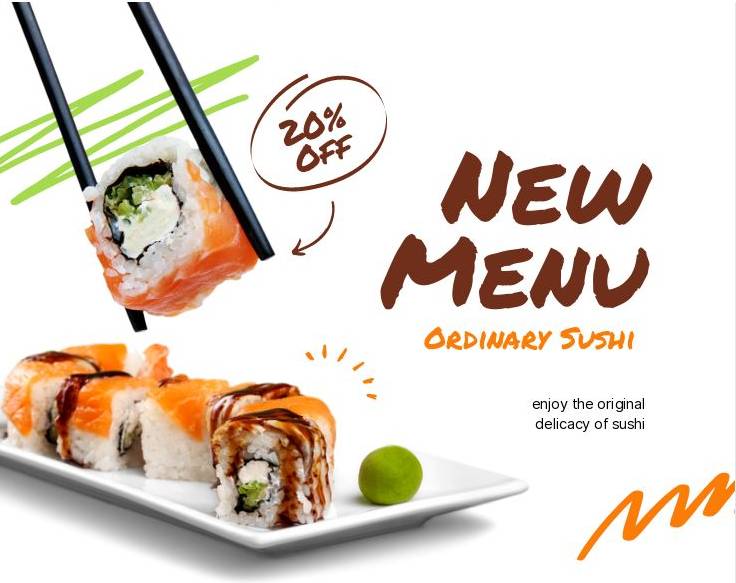 20%
OFF
NEW
MENU
ORDINARY SUSHI
enjoy the original
delicacy of sushi